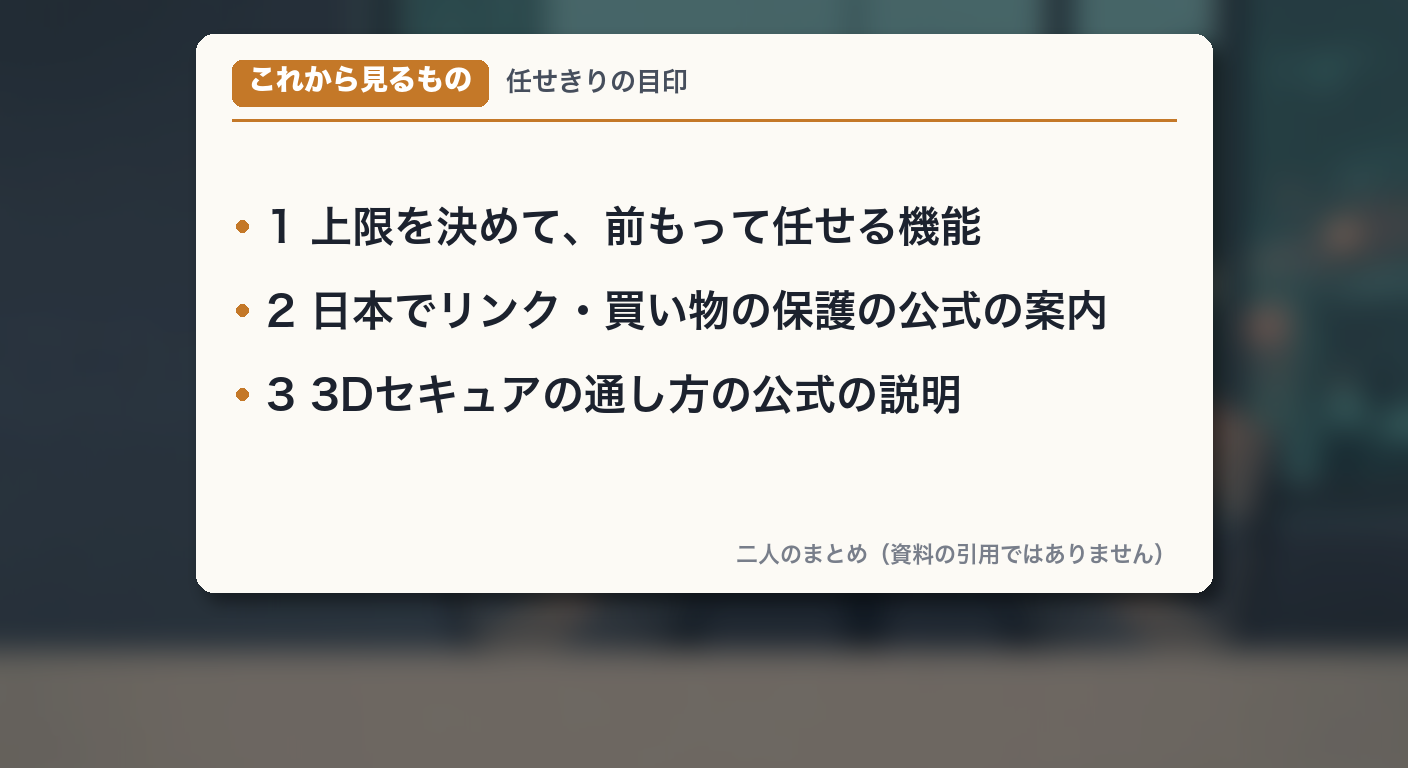 これから見るもの 任せきりの目印
• 1 上限を決めて、前もって任せる機能
• 2 日本でリンク・買い物の保護の公式の案内
• 3 3Dセキュアの通し方の公式の説明
二人のまとめ（資料の引用ではありません）